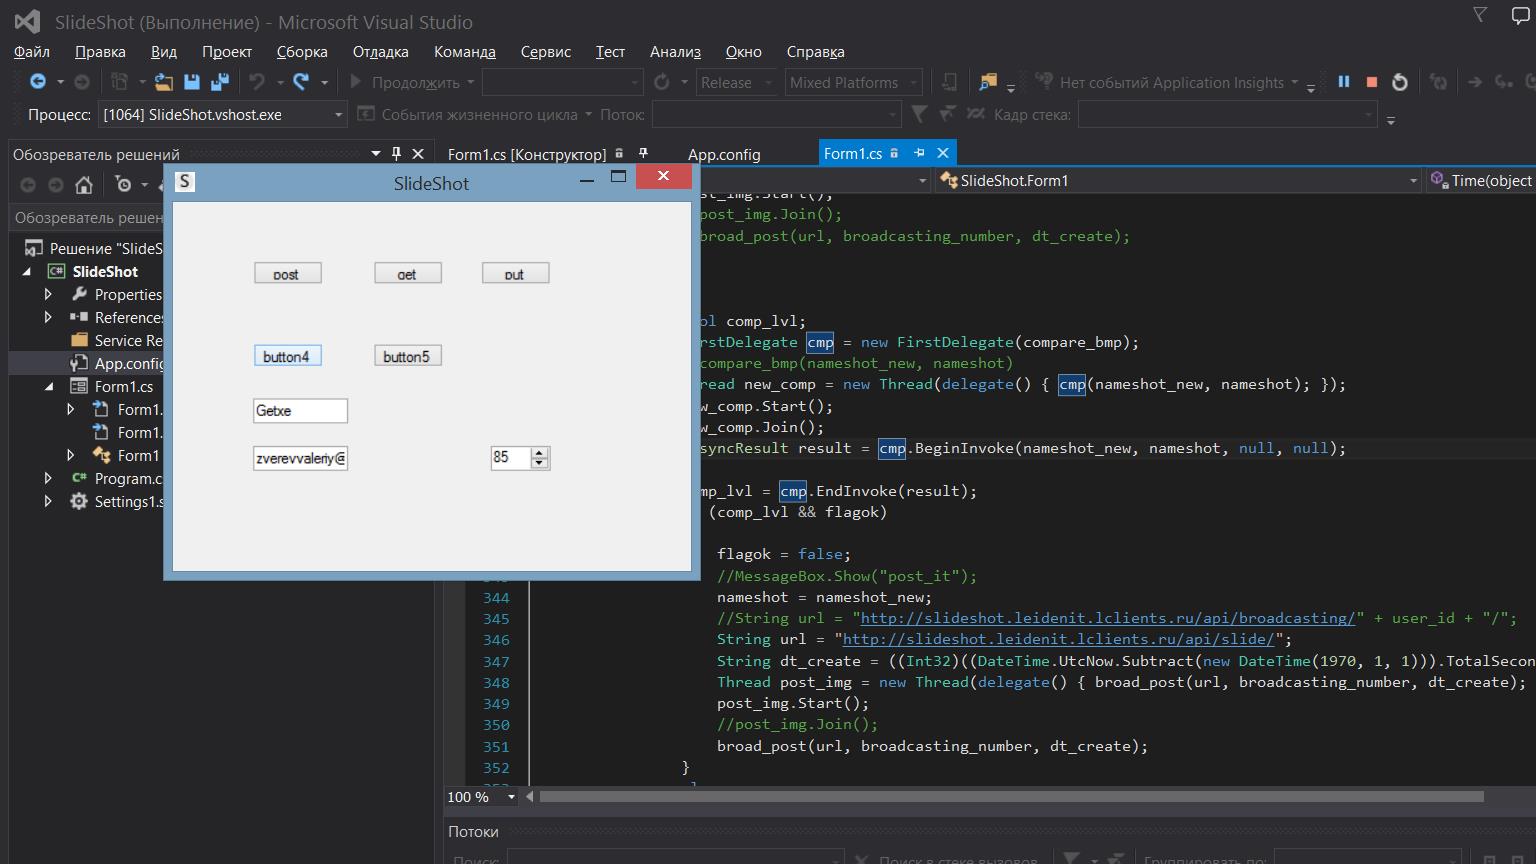 SlideShot (Выполнение) - Microsoft Visual Studio
Файл Правка Вид Проект Сборка Отладка Команда Сервис Тест Анализ Окно Справка
Продолжить Release Mixed Platforms Нет событий Application Insights
Процесс: [1064] SlideShot.vshost.exe События жизненного цикла Поток: Кадр стека:
Обозреватель решений
Form1.cs [Конструктор] App.config Form1.cs
SlideShot.Form1 Time(object
Обозреватель решен
Решение "SlideS
SlideShot
Properties
References
Service Re
App.config
Form1.cs
Form1.
Form1.
Form1
Program.c
Settings1.s
S SlideShot
post get put
button4 button5
Getxe
zverevvaleriy@ 85
st_img.Start();
post_img.Join();
broad_post(url, broadcasting_number, dt_create);
ol comp_lvl;
rstDelegate cmp = new FirstDelegate(compare_bmp);
compare_bmp(nameshot_new, nameshot)
read new_comp = new Thread(delegate() { cmp(nameshot_new, nameshot); });
w_comp.Start();
w_comp.Join();
syncResult result = cmp.BeginInvoke(nameshot_new, nameshot, null, null);
mp_lvl = cmp.EndInvoke(result);
(comp_lvl && flagok)
flagok = false;
//MessageBox.Show("post_it");
344 nameshot = nameshot_new;
345 //String url = "http://slideshot.leidenit.lclients.ru/api/broadcasting/" + user_id + "/";
346 String url = "http://slideshot.leidenit.lclients.ru/api/slide/";
347 String dt_create = ((Int32)((DateTime.UtcNow.Subtract(new DateTime(1970, 1, 1))).TotalSecon
348 Thread post_img = new Thread(delegate() { broad_post(url, broadcasting_number, dt_create);
349 post_img.Start();
350 //post_img.Join();
351 broad_post(url, broadcasting_number, dt_create);
352 }
100 %
Потоки
Поиск: Поиск в стеке вызовов Группировать по: